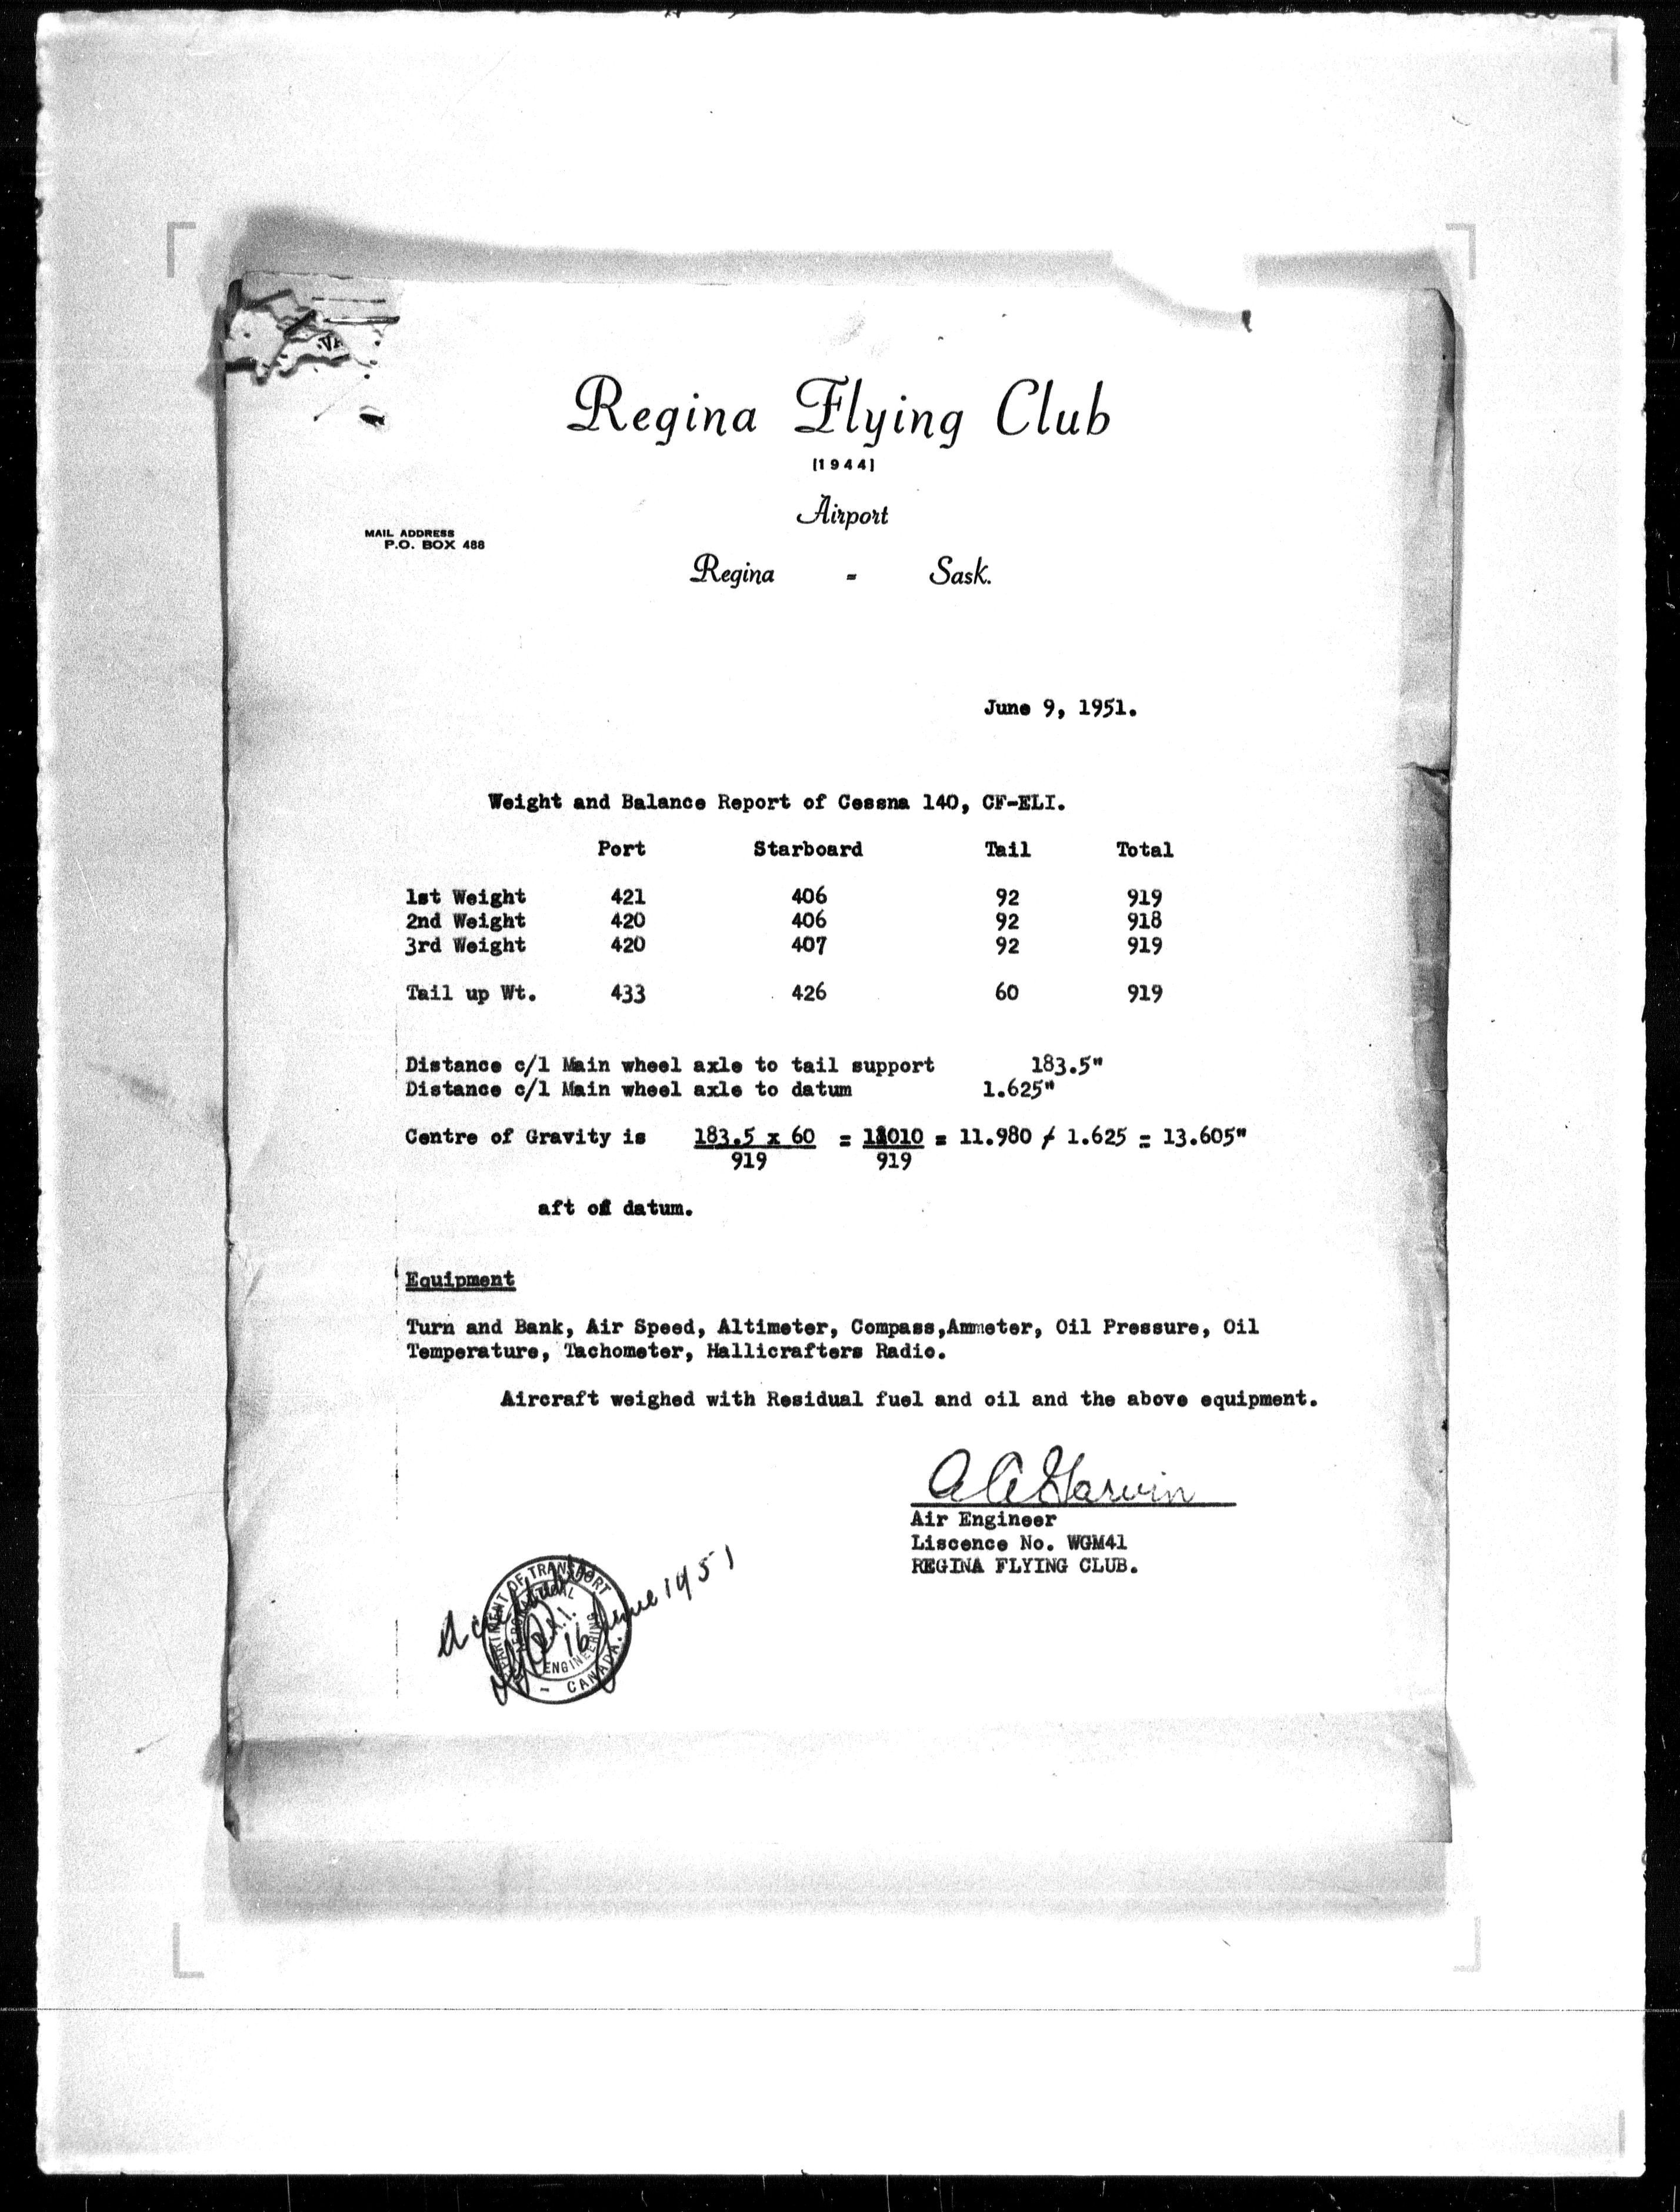 .VA
Regina Flying Club
[1944]
Airport
MAIL ADDRESS
P.O. BOX 488
Regina - Sask.
June 9, 1951.
Weight and Balance Report of Cessna 140, CF-ELI.
Port Starboard Tail Total
1st Weight 421 406 92 919
2nd Weight 420 406 92 918
3rd Weight 420 407 92 919
Tail up Wt. 433 426 60 919
Distance c/l Main wheel axle to tail support 183.5"
Distance c/l Main wheel axle to datum 1.625"
Centre of Gravity is 183.5 x 60 = 11010 = 11.980 / 1.625 = 13.605"
919 919
aft of datum.
Equipment
Turn and Bank, Air Speed, Altimeter, Compass,Ammeter, Oil Pressure, Oil
Temperature, Tachometer, Hallicrafters Radio.
Aircraft weighed with Residual fuel and oil and the above equipment.
A A Garvin
Air Engineer
Liscence No. WGM41
REGINA FLYING CLUB.
DEPARTMENT OF TRANSPORT
AERONAUTICAL
ENGINEERING
- CANADA.
16 June 1951